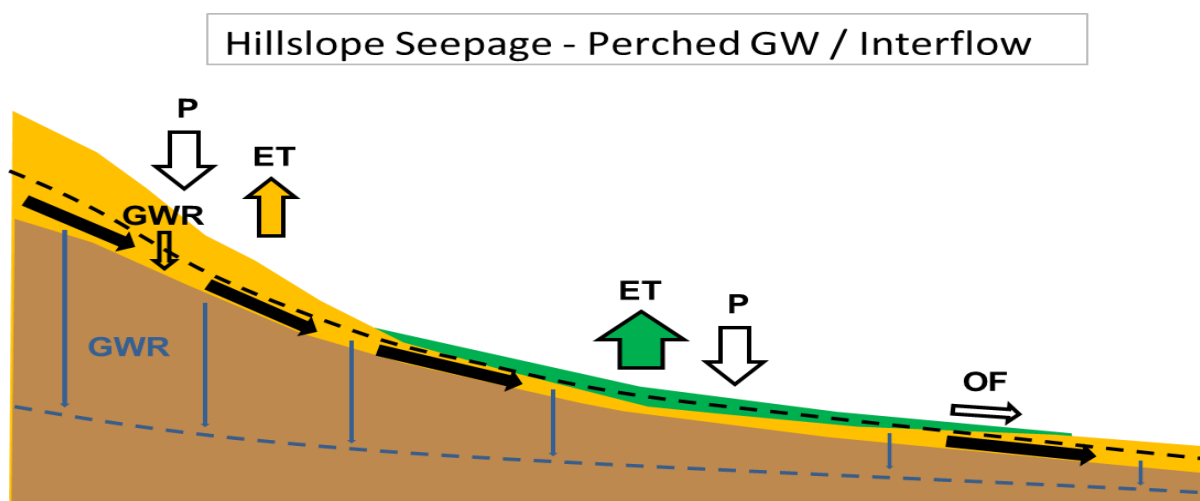 Hillslope Seepage - Perched GW / Interflow
P
ET
GWR
GWR
ET
P
OF